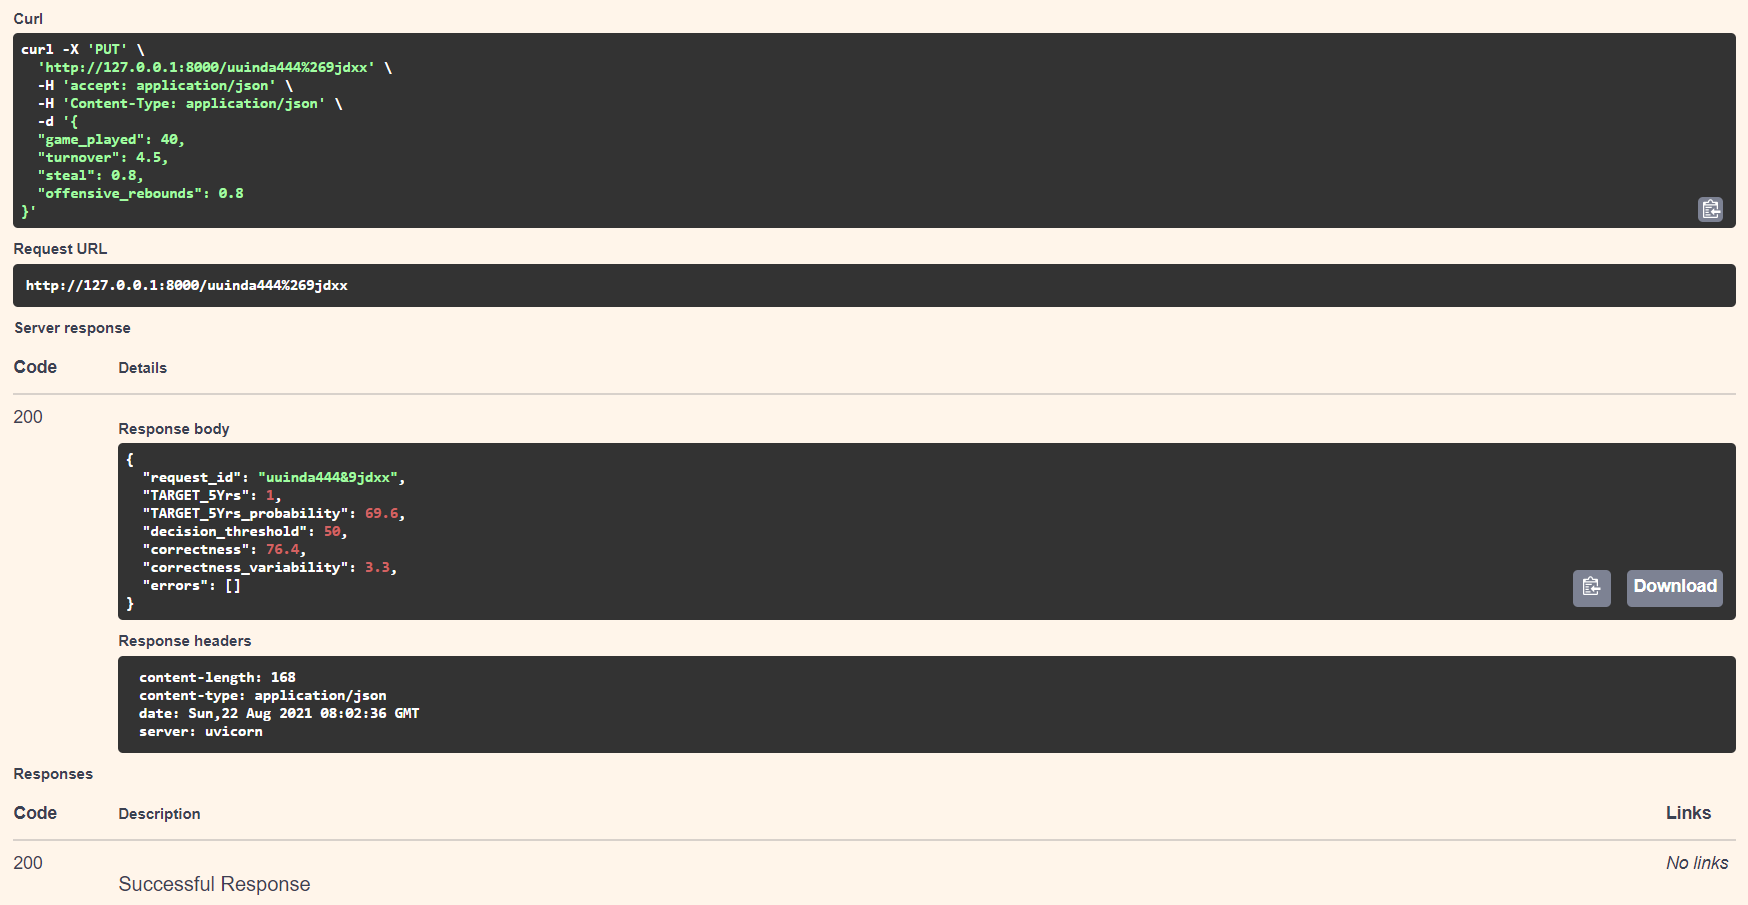 Curl
curl -X 'PUT' \
'http://127.0.0.1:8000/uuinda444%269jdxx' \
-H 'accept: application/json' \
-H 'Content-Type: application/json' \
-d '{
"game_played": 40,
"turnover": 4.5,
"steal": 0.8,
"offensive_rebounds": 0.8
}'
Request URL
http://127.0.0.1:8000/uuinda444%269jdxx
Server response
Code Details
200
Response body
{
"request_id": "uuinda444&9jdxx",
"TARGET_5Yrs": 1,
"TARGET_5Yrs_probability": 69.6,
"decision_threshold": 50,
"correctness": 76.4,
"correctness_variability": 3.3,
"errors": []
}
Download
Response headers
content-length: 168
content-type: application/json
date: Sun,22 Aug 2021 08:02:36 GMT
server: uvicorn
Responses
Code Description Links
200 No links
Successful Response